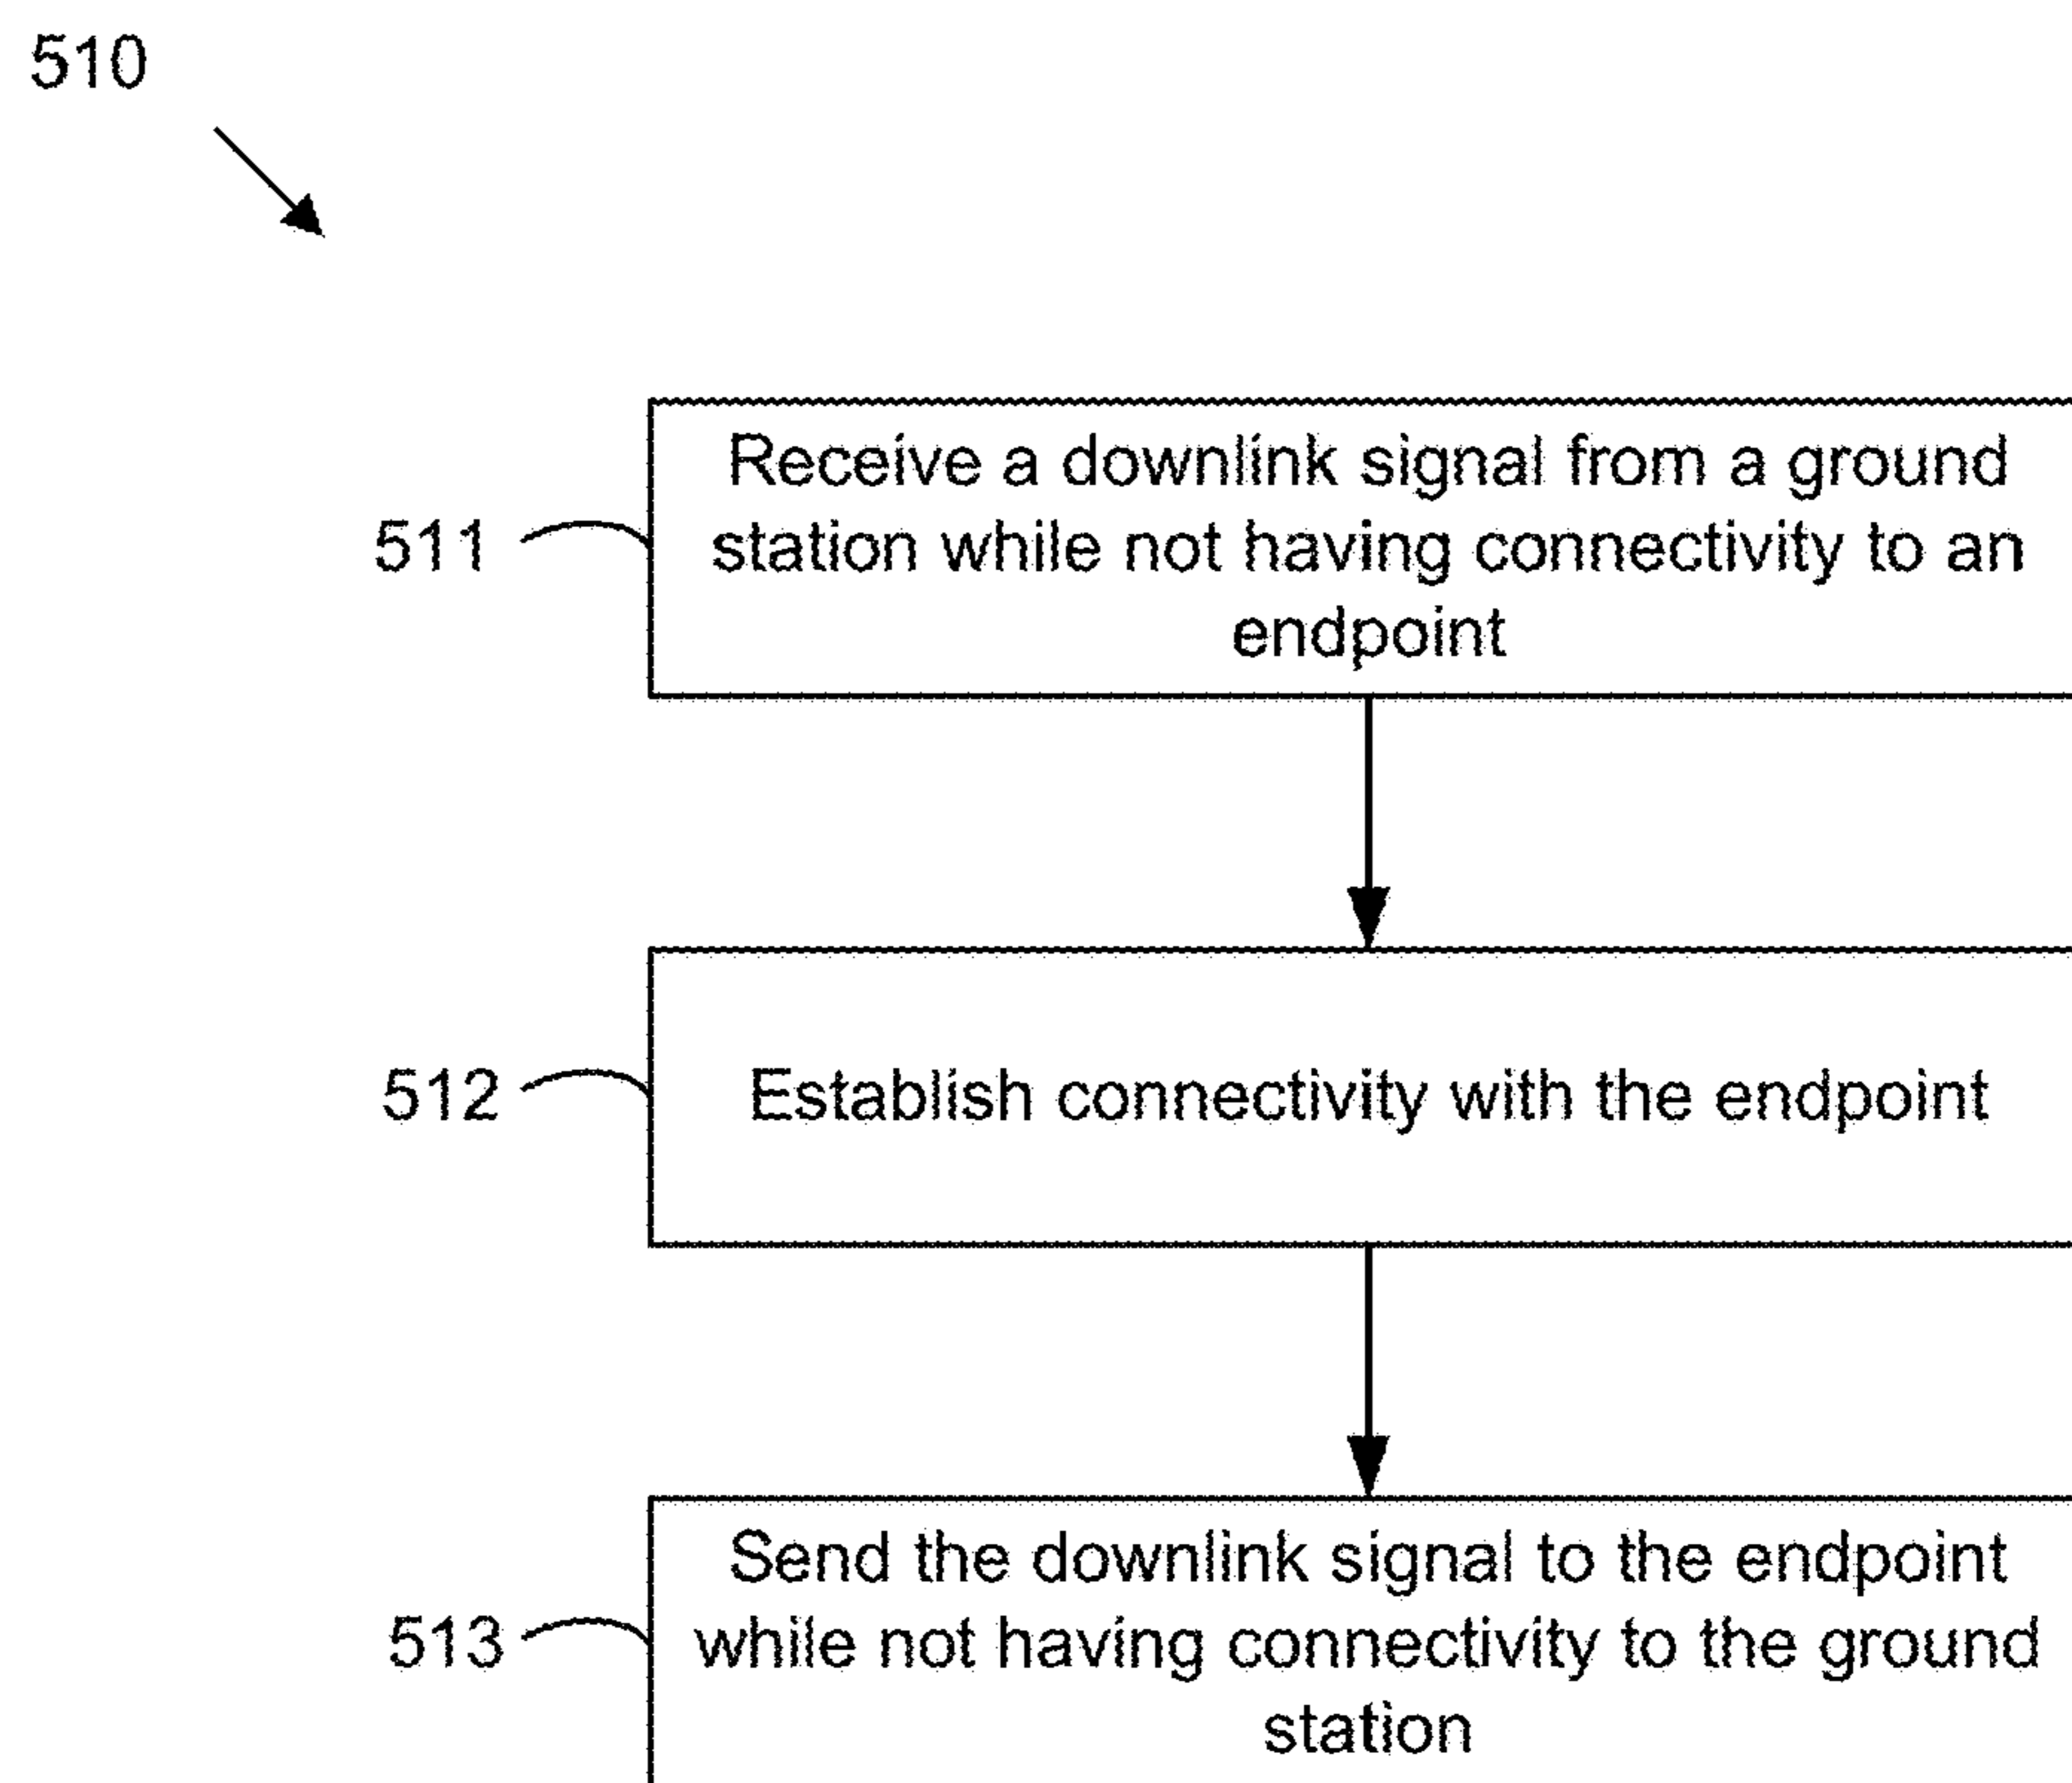 510
511
Receive a downlink signal from a ground
station while not having connectivity to an
endpoint
512
Establish connectivity with the endpoint
513
Send the downlink signal to the endpoint
while not having connectivity to the ground
station